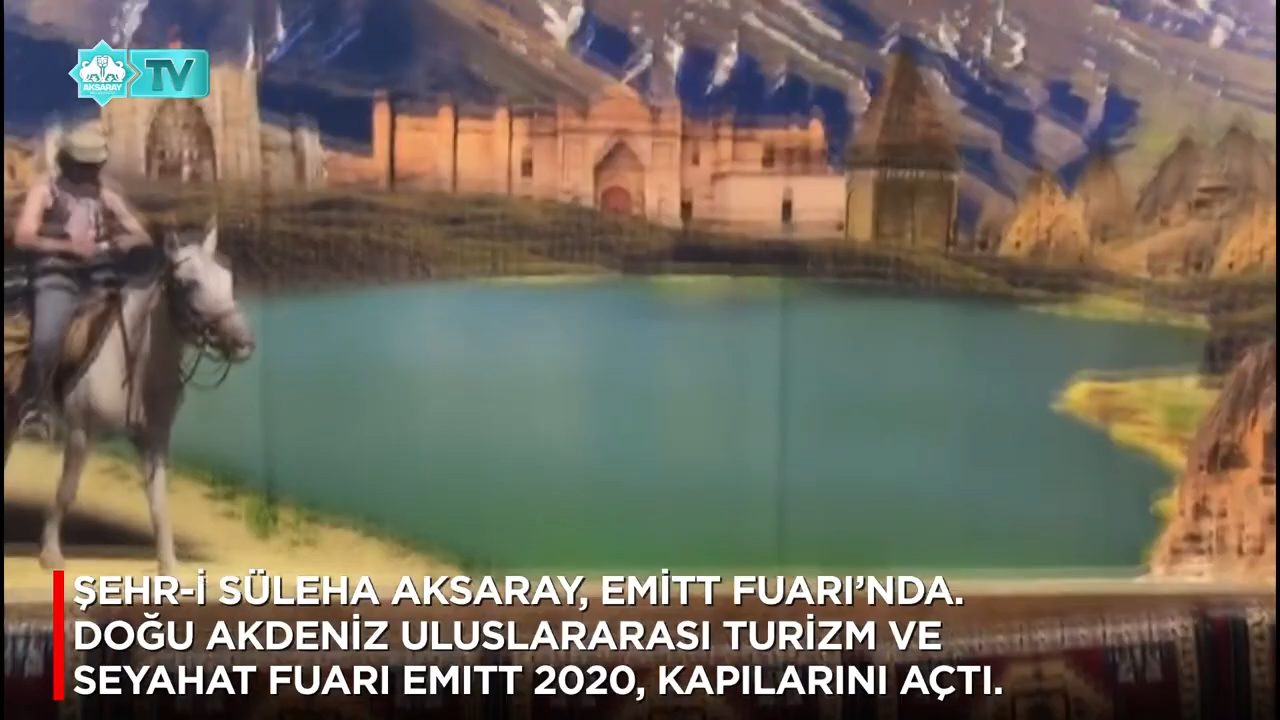 AKSARAY
TV
ŞEHR-İ SÜLEHA AKSARAY, EMİTT FUARI’NDA.
DOĞU AKDENİZ ULUSLARARASI TURİZM VE
SEYAHAT FUARI EMITT 2020, KAPILARINI AÇTI.